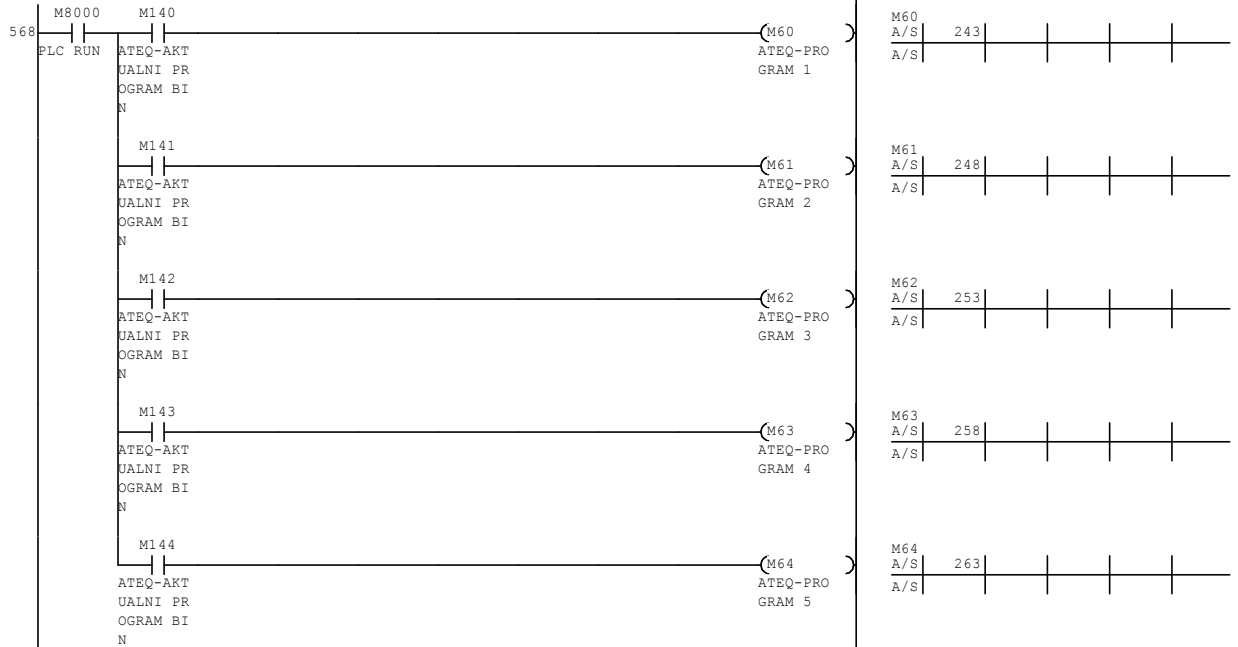 M8000 M140 M60
568 (M60 ) A/S 243
PLC RUN ATEQ-AKT ATEQ-PRO A/S
UALNI PR GRAM 1
OGRAM BI
N
M141 M61
(M61 ) A/S 248
ATEQ-AKT ATEQ-PRO A/S
UALNI PR GRAM 2
OGRAM BI
N
M142 M62
(M62 ) A/S 253
ATEQ-AKT ATEQ-PRO A/S
UALNI PR GRAM 3
OGRAM BI
N
M143 M63
(M63 ) A/S 258
ATEQ-AKT ATEQ-PRO A/S
UALNI PR GRAM 4
OGRAM BI
N
M144 M64
(M64 ) A/S 263
ATEQ-AKT ATEQ-PRO A/S
UALNI PR GRAM 5
OGRAM BI
N